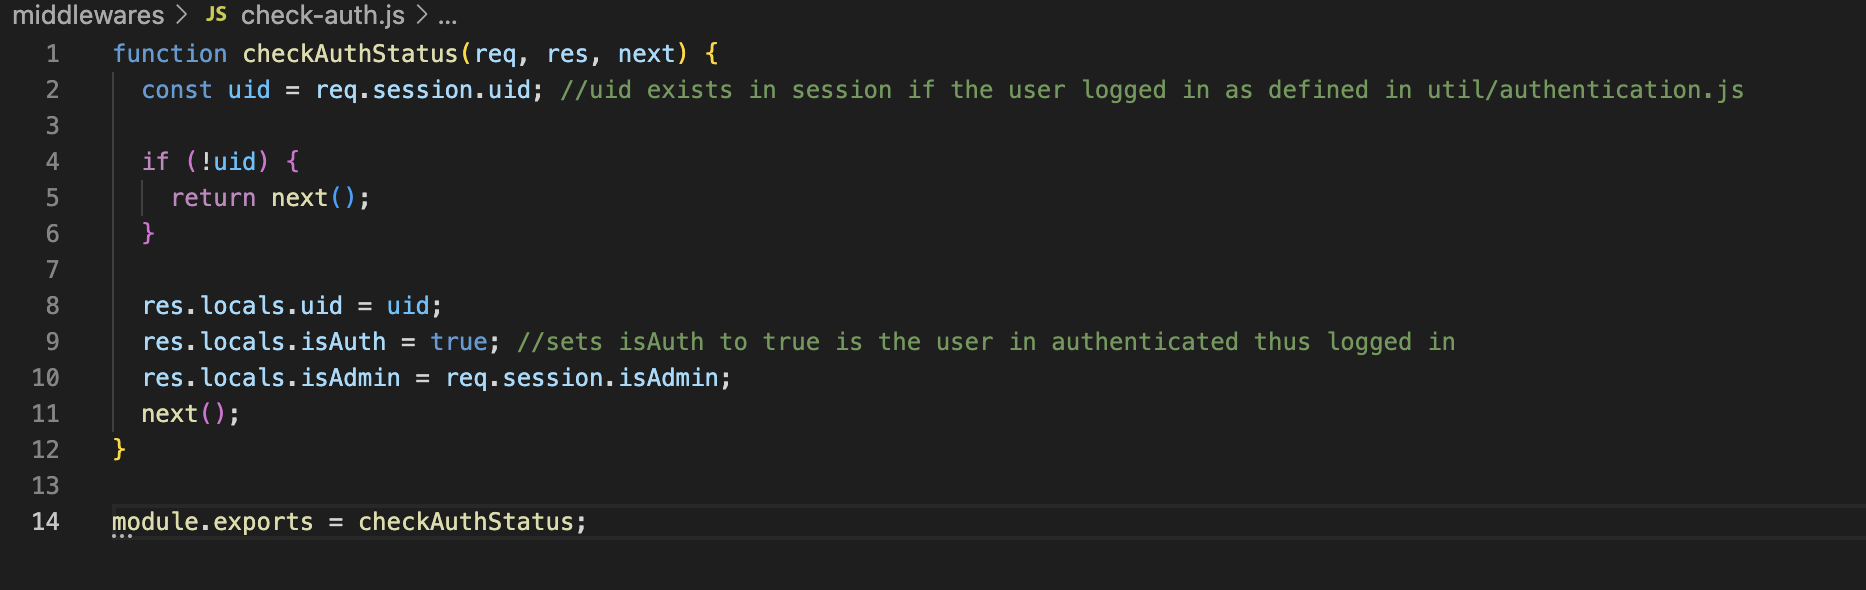 middlewares > JS check-auth.js > ...
1 function checkAuthStatus(req, res, next) {
2 const uid = req.session.uid; //uid exists in session if the user logged in as defined in util/authentication.js
3
4 if (!uid) {
5 return next();
6 }
7
8 res.locals.uid = uid;
9 res.locals.isAuth = true; //sets isAuth to true is the user in authenticated thus logged in
10 res.locals.isAdmin = req.session.isAdmin;
11 next();
12 }
13
14 module.exports = checkAuthStatus;